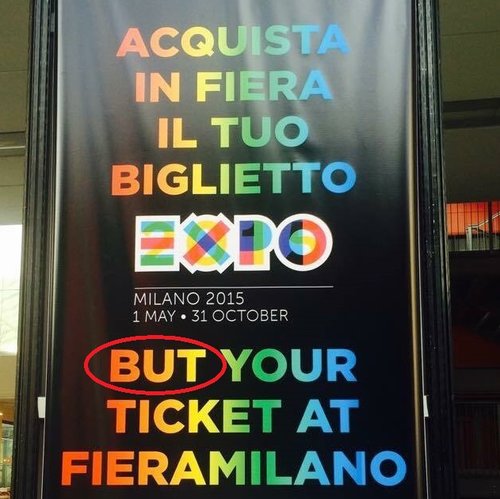 ACQUISTA
IN FIERA
IL TUO
BIGLIETTO
EXPO
MILANO 2015
1 MAY • 31 OCTOBER
BUT YOUR
TICKET AT
FIERAMILANO